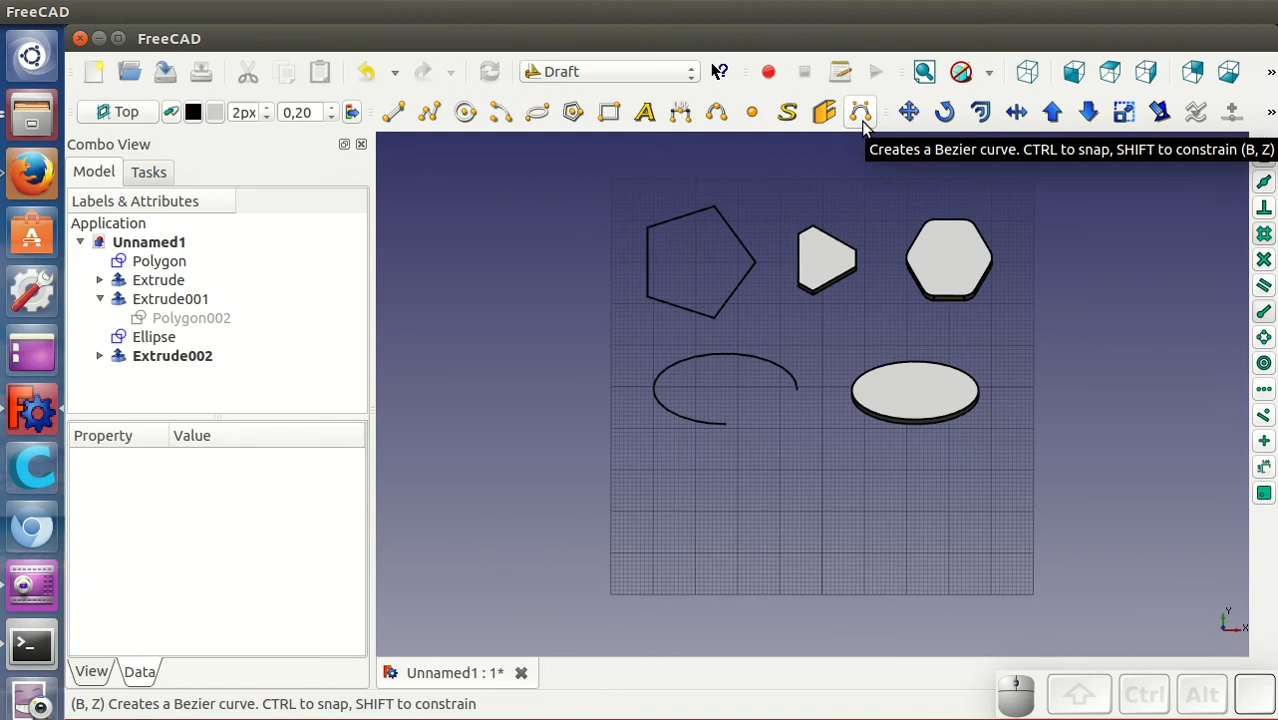 FreeCAD
FreeCAD
Draft
»
Top
2px
0,20
A
S
»
Creates a Bezier curve. CTRL to snap, SHIFT to constrain (B, Z)
Combo View
Model
Tasks
Labels & Attributes
Application
Unnamed1
Polygon
Extrude
Extrude001
Polygon002
Ellipse
Extrude002
Property
Value
View
Data
Y
X
Unnamed1 : 1*
Ctrl
Alt
(B, Z) Creates a Bezier curve. CTRL to snap, SHIFT to constrain